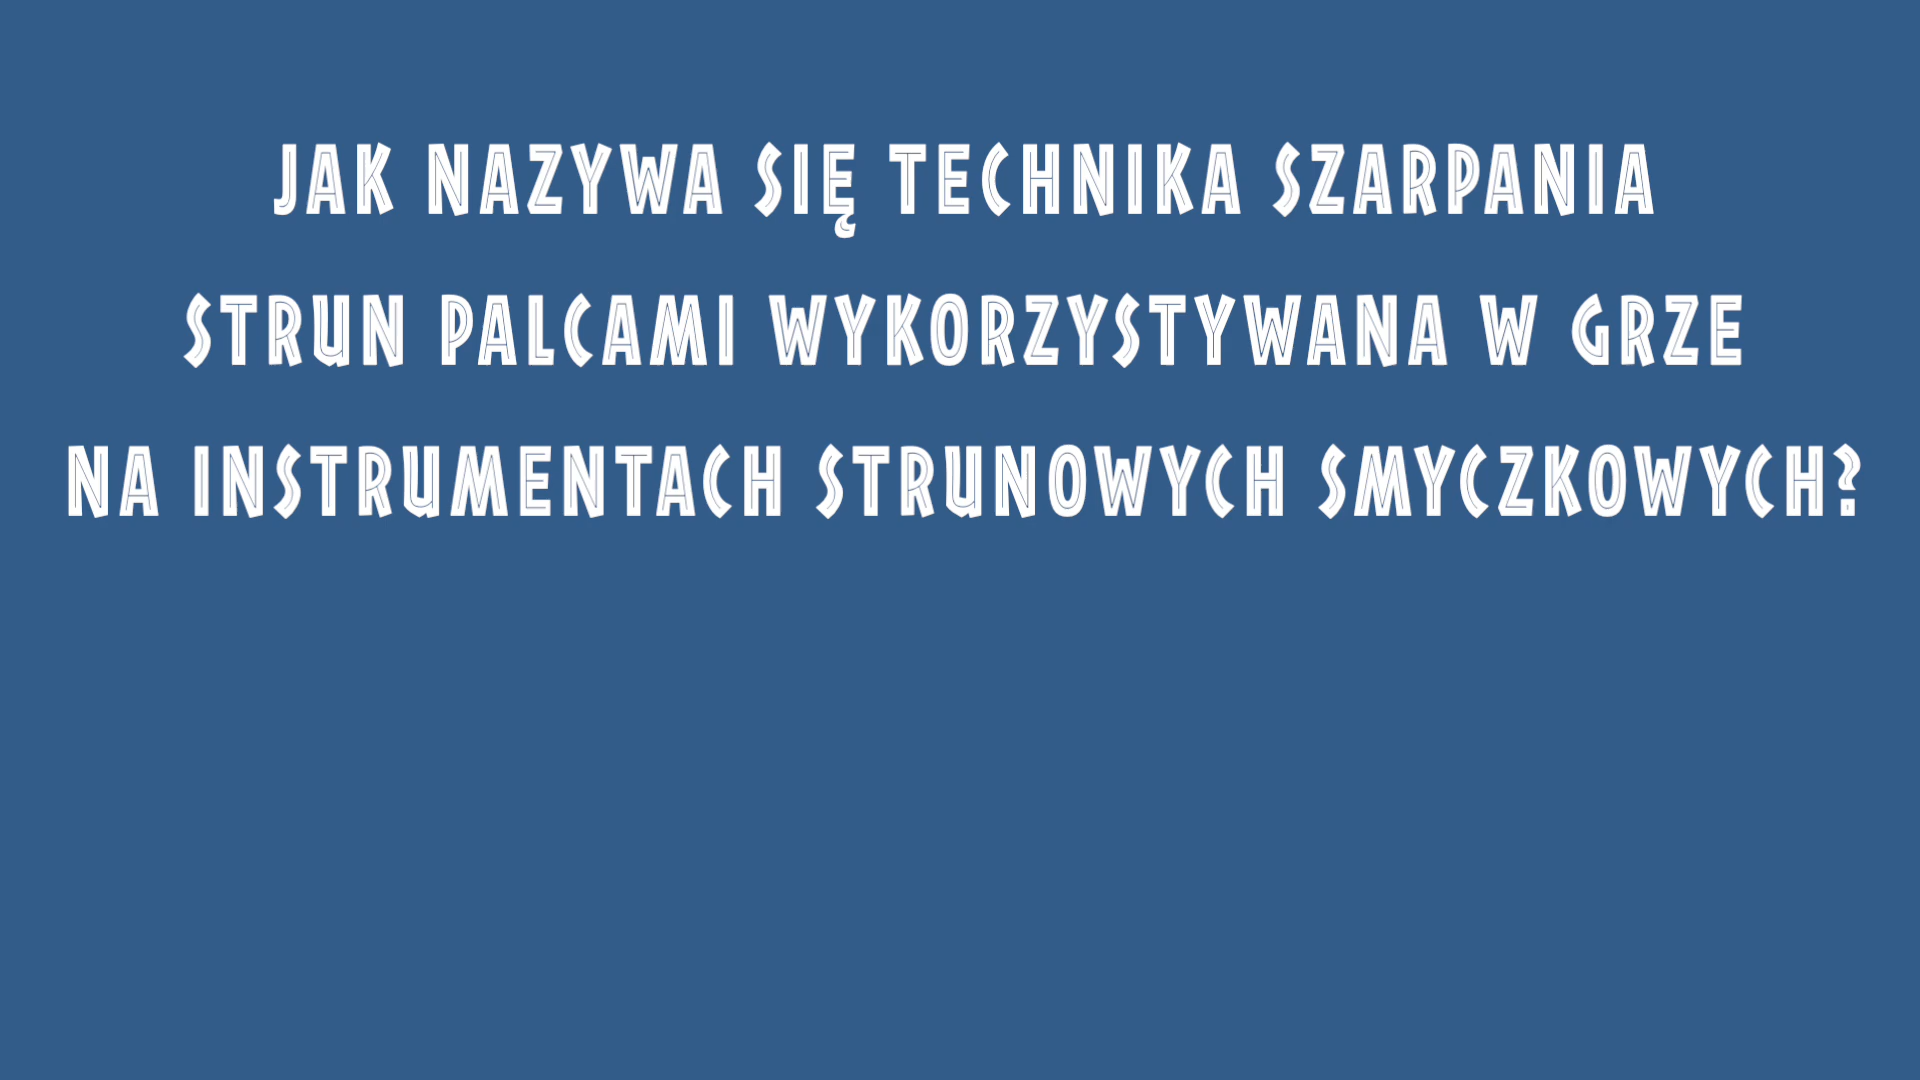 JAK NAZYWA SIĘ TECHNIKA SZARPANIA
STRUN PALCAMI WYKORZYSTYWANA W GRZE
NA INSTRUMENTACH STRUNOWYCH SMYCZKOWYCH?